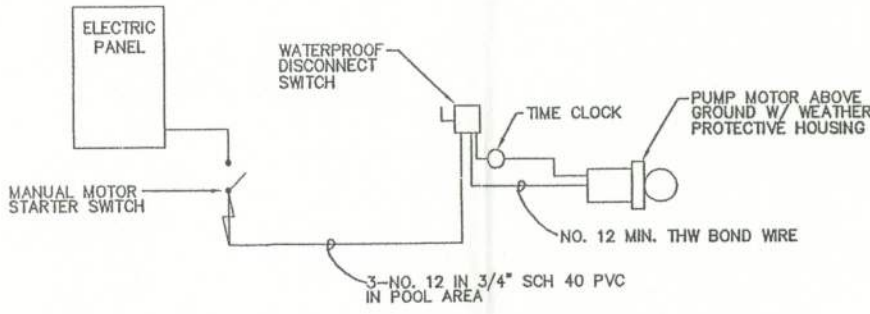 ELECTRIC
PANEL
WATERPROOF
DISCONNECT
SWITCH
TIME CLOCK
PUMP MOTOR ABOVE
GROUND W/ WEATHER
PROTECTIVE HOUSING
MANUAL MOTOR
STARTER SWITCH
NO. 12 MIN. THW BOND WIRE
3-NO. 12 IN 3/4" SCH 40 PVC
IN POOL AREA